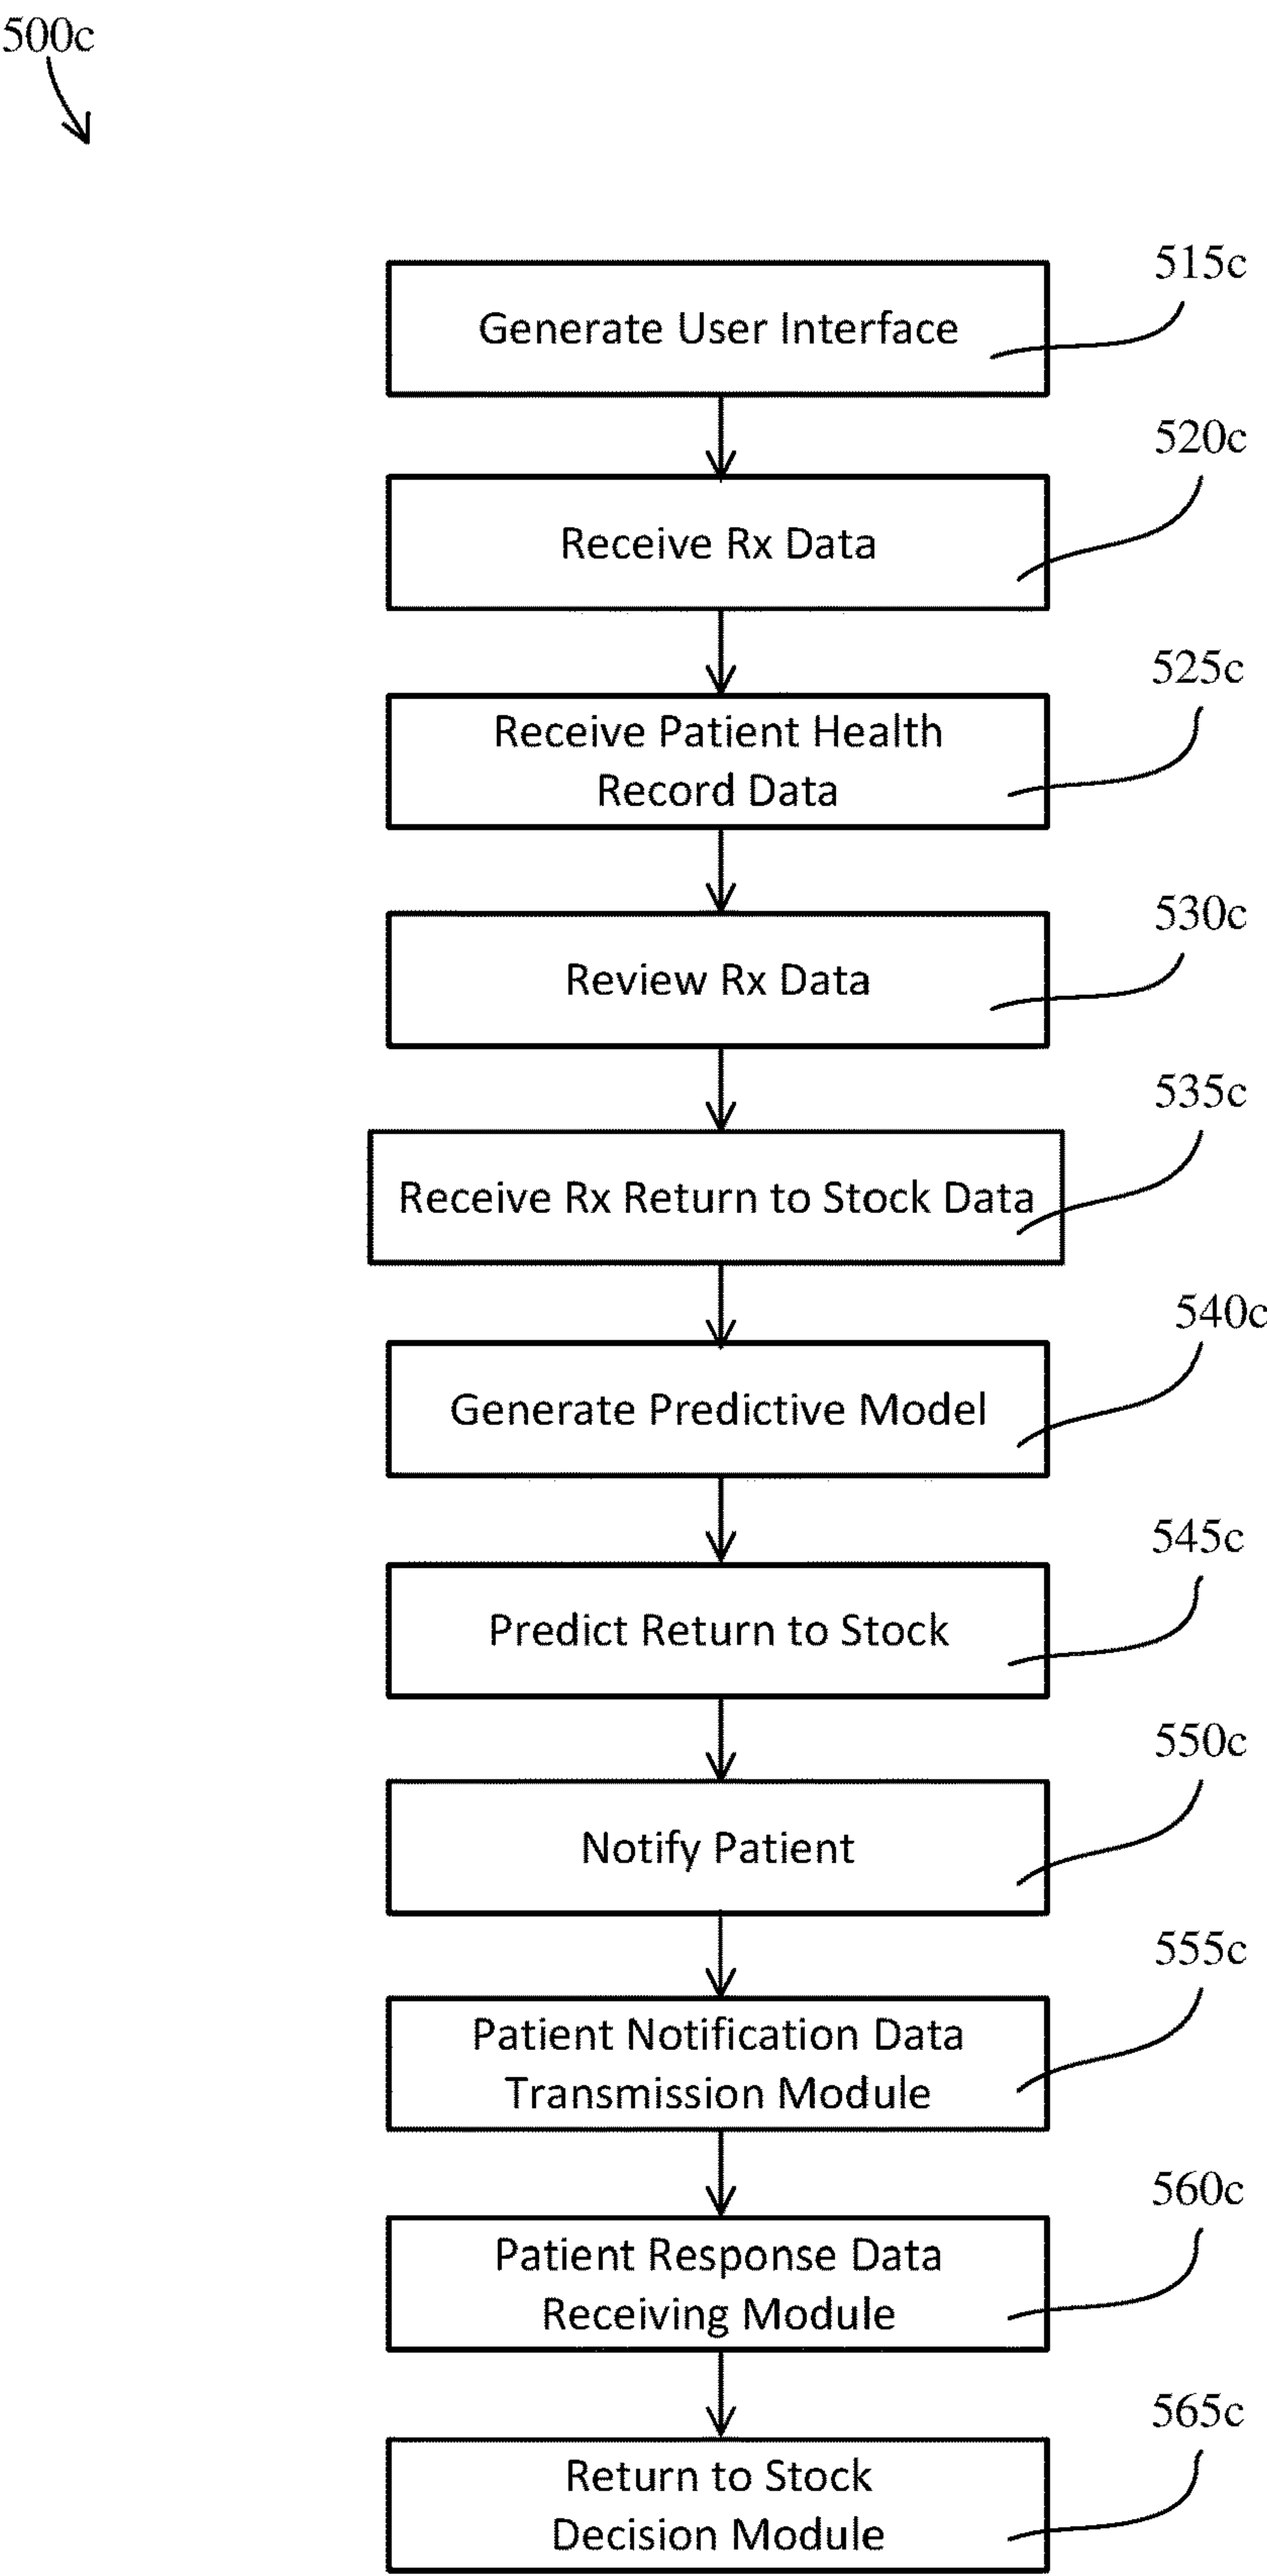 500c
515c
Generate User Interface
520c
Receive Rx Data
525c
Receive Patient Health
Record Data
530c
Review Rx Data
535c
Receive Rx Return to Stock Data
540c
Generate Predictive Model
545c
Predict Return to Stock
550c
Notify Patient
555c
Patient Notification Data
Transmission Module
560c
Patient Response Data
Receiving Module
565c
Return to Stock
Decision Module